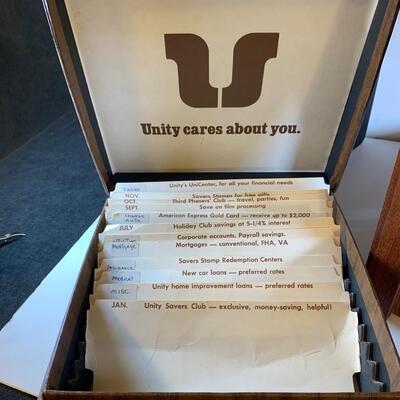 Unity cares about you.
TAXES Unity's UniCenter, for all your financial needs
NOV. Savers Stamps for free gifts
OCT. Third Phasers' Club — travel, parties, fun
SEPT. Save on film processing
American Express Gold Card — receive up to $2,000
JULY Holiday Club savings at 5-1/4% interest
Corporate accounts. Payroll savings.
Mortgage Mortgages — conventional, FHA, VA
Savers Stamp Redemption Centers
Insurance New car loans — preferred rates
Medical
MISC. Unity home improvement loans — preferred rates
JAN. Unity Savers Club — exclusive, money-saving, helpful!